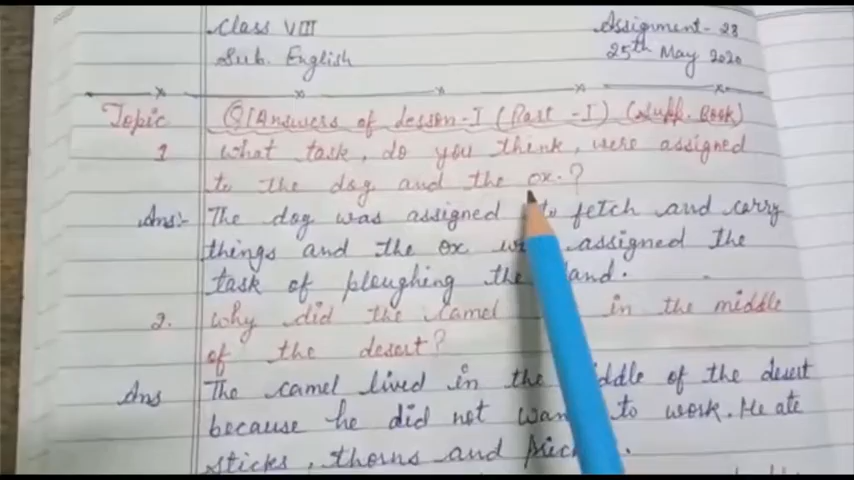 Class VIII Assignment - 28
Sub. English 25th May 2020
Topic Q/Answers of Lesson-I (Part -I) (Supp. Book)
1 What task, do you think, were assigned
to the dog and the ox.?
Ans:- The dog was assigned to fetch and carry
things and the ox assigned the
task of ploughing the land.
2. Why did the camel in the middle
of the desert?
Ans The camel lived in the middle of the desert
because he did not want to work. He ate
sticks, thorns and